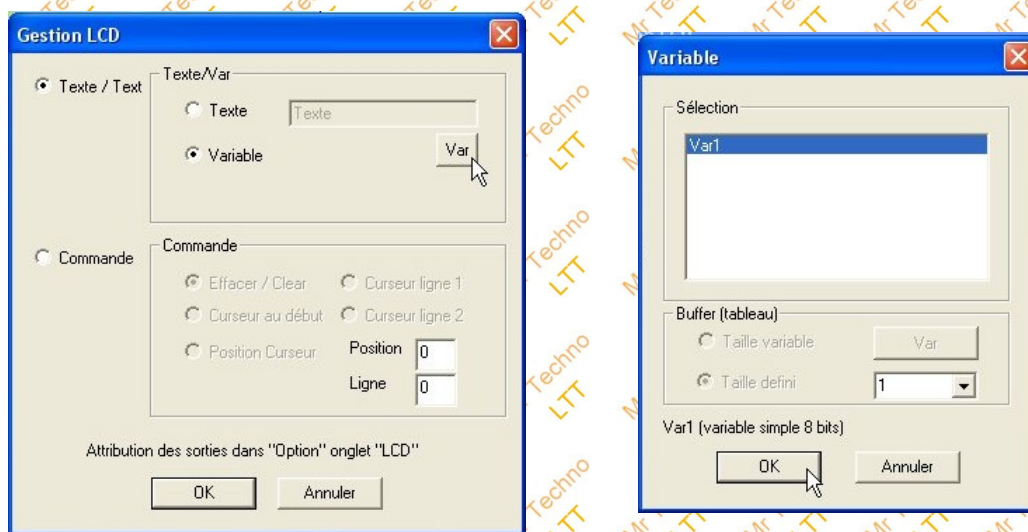 Gestion LCD
Texte / Text
Texte/Var
Texte
Texte
Variable
Var
Commande
Commande
Effacer / Clear
Curseur ligne 1
Curseur au début
Curseur ligne 2
Position Curseur
Position
0
Ligne
0
Attribution des sorties dans "Option" onglet "LCD"
OK
Annuler
Variable
Sélection
Var1
Buffer (tableau)
Taille variable
Var
Taille defini
1
Var1 (variable simple 8 bits)
OK
Annuler
Mr Techno
LTT